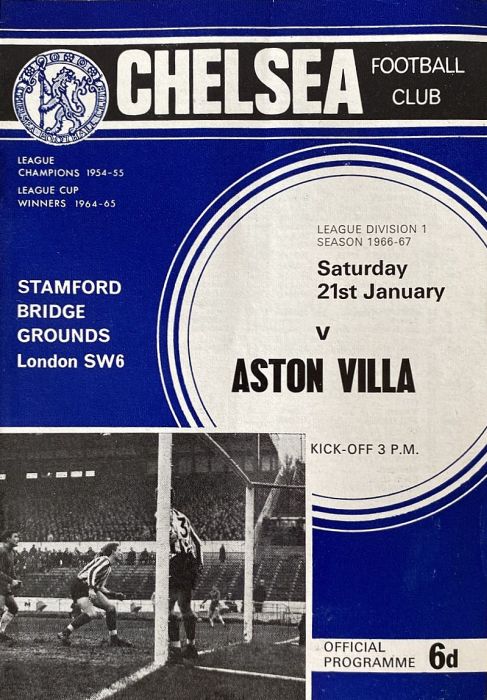 CHELSEA
FOOTBALL
CLUB
LEAGUE
CHAMPIONS 1954-55
LEAGUE CUP
WINNERS 1964-65
LEAGUE DIVISION 1
SEASON 1966-67
Saturday
21st January
v
ASTON VILLA
STAMFORD
BRIDGE
GROUNDS
London SW6
KICK-OFF 3 P.M.
3
OFFICIAL
PROGRAMME 6d